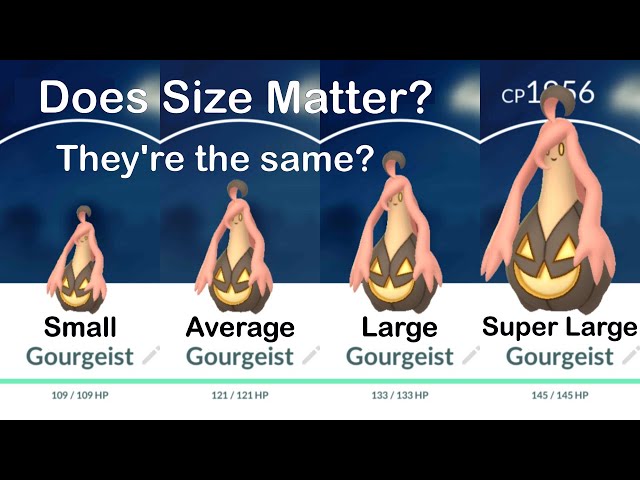 Does Size Matter?
They're the same?
CP1856
Small
Average
Large
Super Large
Gourgeist
Gourgeist
Gourgeist
Gourgeist
109 / 109 HP
121 / 121 HP
133 / 133 HP
145 / 145 HP